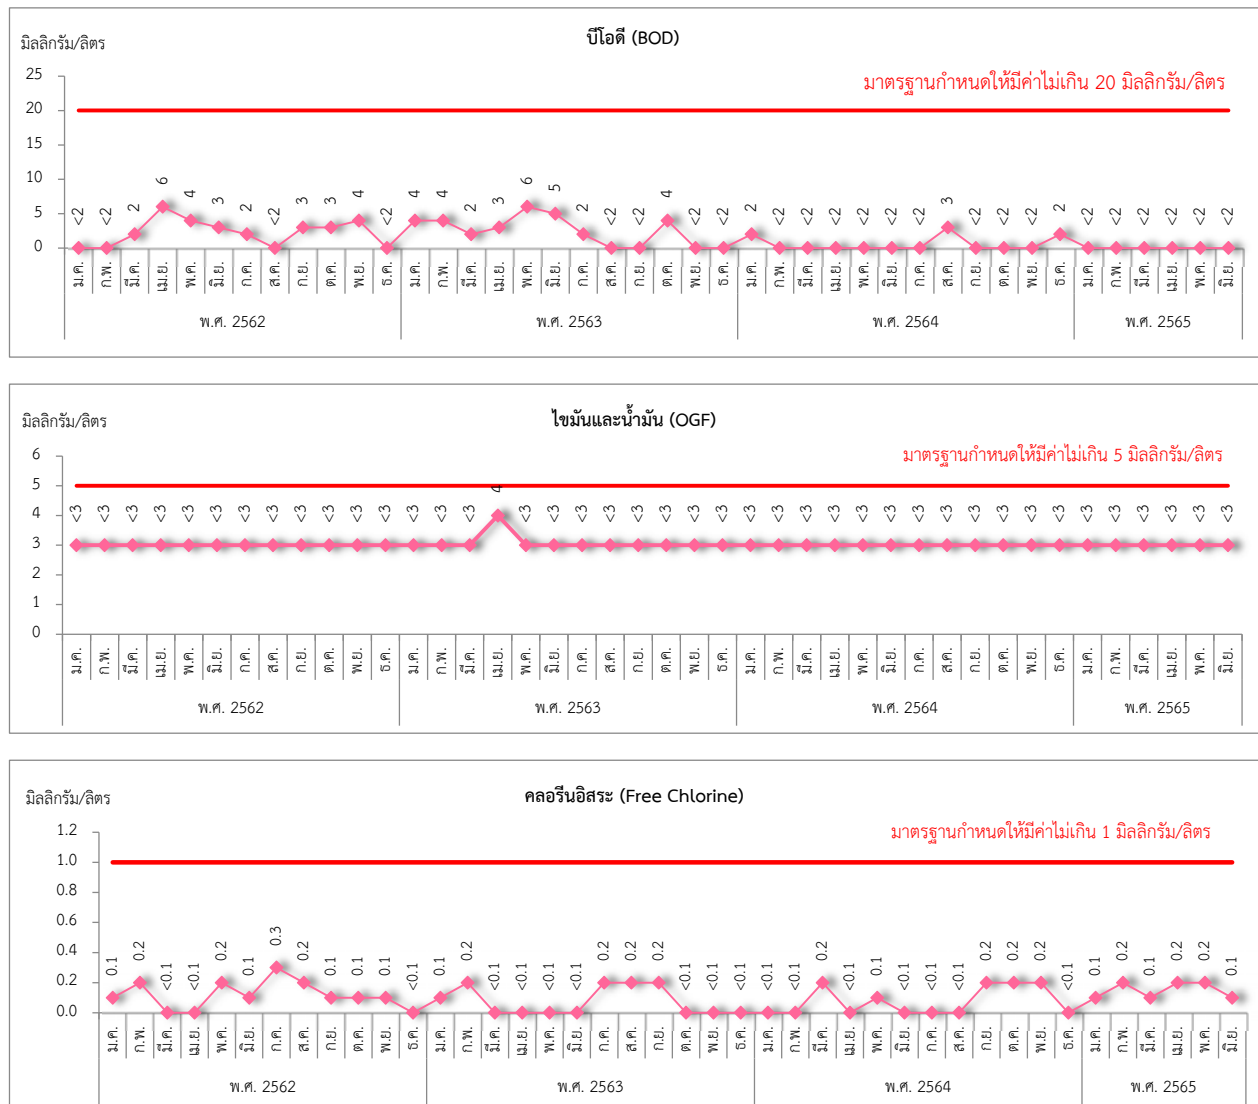 บีโอดี (BOD)
มิลลิกรัม/ลิตร
มาตรฐานกำหนดให้มีค่าไม่เกิน 20 มิลลิกรัม/ลิตร
25
20
15
10
5
0
<2 <2 2 6 4 3 2 <2 3 3 4 <2 4 4 2 3 6 5 2 <2 <2 4 <2 <2 2 <2 <2 <2 <2 <2 <2 3 <2 <2 <2 2 <2 <2 <2 <2 <2 <2
ม.ค. ก.พ. มี.ค. เม.ย. พ.ค. มิ.ย. ก.ค. ส.ค. ก.ย. ต.ค. พ.ย. ธ.ค. ม.ค. ก.พ. มี.ค. เม.ย. พ.ค. มิ.ย. ก.ค. ส.ค. ก.ย. ต.ค. พ.ย. ธ.ค. ม.ค. ก.พ. มี.ค. เม.ย. พ.ค. มิ.ย. ก.ค. ส.ค. ก.ย. ต.ค. พ.ย. ธ.ค. ม.ค. ก.พ. มี.ค. เม.ย พ.ค. มิ.ย.
พ.ศ. 2562 พ.ศ. 2563 พ.ศ. 2564 พ.ศ. 2565
ไขมันและน้ำมัน (OGF)
มิลลิกรัม/ลิตร
มาตรฐานกำหนดให้มีค่าไม่เกิน 5 มิลลิกรัม/ลิตร
6
5
4
3
2
1
0
<3 <3 <3 <3 <3 <3 <3 <3 <3 <3 <3 <3 <3 <3 <3 4 <3 <3 <3 <3 <3 <3 <3 <3 <3 <3 <3 <3 <3 <3 <3 <3 <3 <3 <3 <3 <3 <3 <3 <3 <3 <3
ม.ค. ก.พ. มี.ค. เม.ย. พ.ค. มิ.ย. ก.ค. ส.ค. ก.ย. ต.ค. พ.ย. ธ.ค. ม.ค. ก.พ. มี.ค. เม.ย. พ.ค. มิ.ย. ก.ค. ส.ค. ก.ย. ต.ค. พ.ย. ธ.ค. ม.ค. ก.พ. มี.ค. เม.ย. พ.ค. มิ.ย. ก.ค. ส.ค. ก.ย. ต.ค. พ.ย. ธ.ค. ม.ค. ก.พ. มี.ค. เม.ย. พ.ค. มิ.ย.
พ.ศ. 2562 พ.ศ. 2563 พ.ศ. 2564 พ.ศ. 2565
คลอรีนอิสระ (Free Chlorine)
มิลลิกรัม/ลิตร
มาตรฐานกำหนดให้มีค่าไม่เกิน 1 มิลลิกรัม/ลิตร
1.2
1.0
0.8
0.6
0.4
0.2
0.0
0.1 0.2 <0.1 <0.1 0.2 0.1 0.3 0.2 0.1 0.1 0.1 <0.1 0.1 0.2 <0.1 <0.1 <0.1 <0.1 0.2 0.2 0.2 <0.1 <0.1 <0.1 <0.1 <0.1 0.2 <0.1 0.1 <0.1 <0.1 <0.1 0.2 0.2 0.2 <0.1 0.1 0.2 0.1 0.2 0.2 0.1
ม.ค. ก.พ. มี.ค. เม.ย. พ.ค. มิ.ย. ก.ค. ส.ค. ก.ย. ต.ค. พ.ย. ธ.ค. ม.ค. ก.พ. มี.ค. เม.ย. พ.ค. มิ.ย. ก.ค. ส.ค. ก.ย. ต.ค. พ.ย. ธ.ค. ม.ค. ก.พ. มี.ค. เม.ย. พ.ค. มิ.ย. ก.ค. ส.ค. ก.ย. ต.ค. พ.ย. ธ.ค. ม.ค. ก.พ. มี.ค. เม.ย. พ.ค. มิ.ย.
พ.ศ. 2562 พ.ศ. 2563 พ.ศ. 2564 พ.ศ. 2565